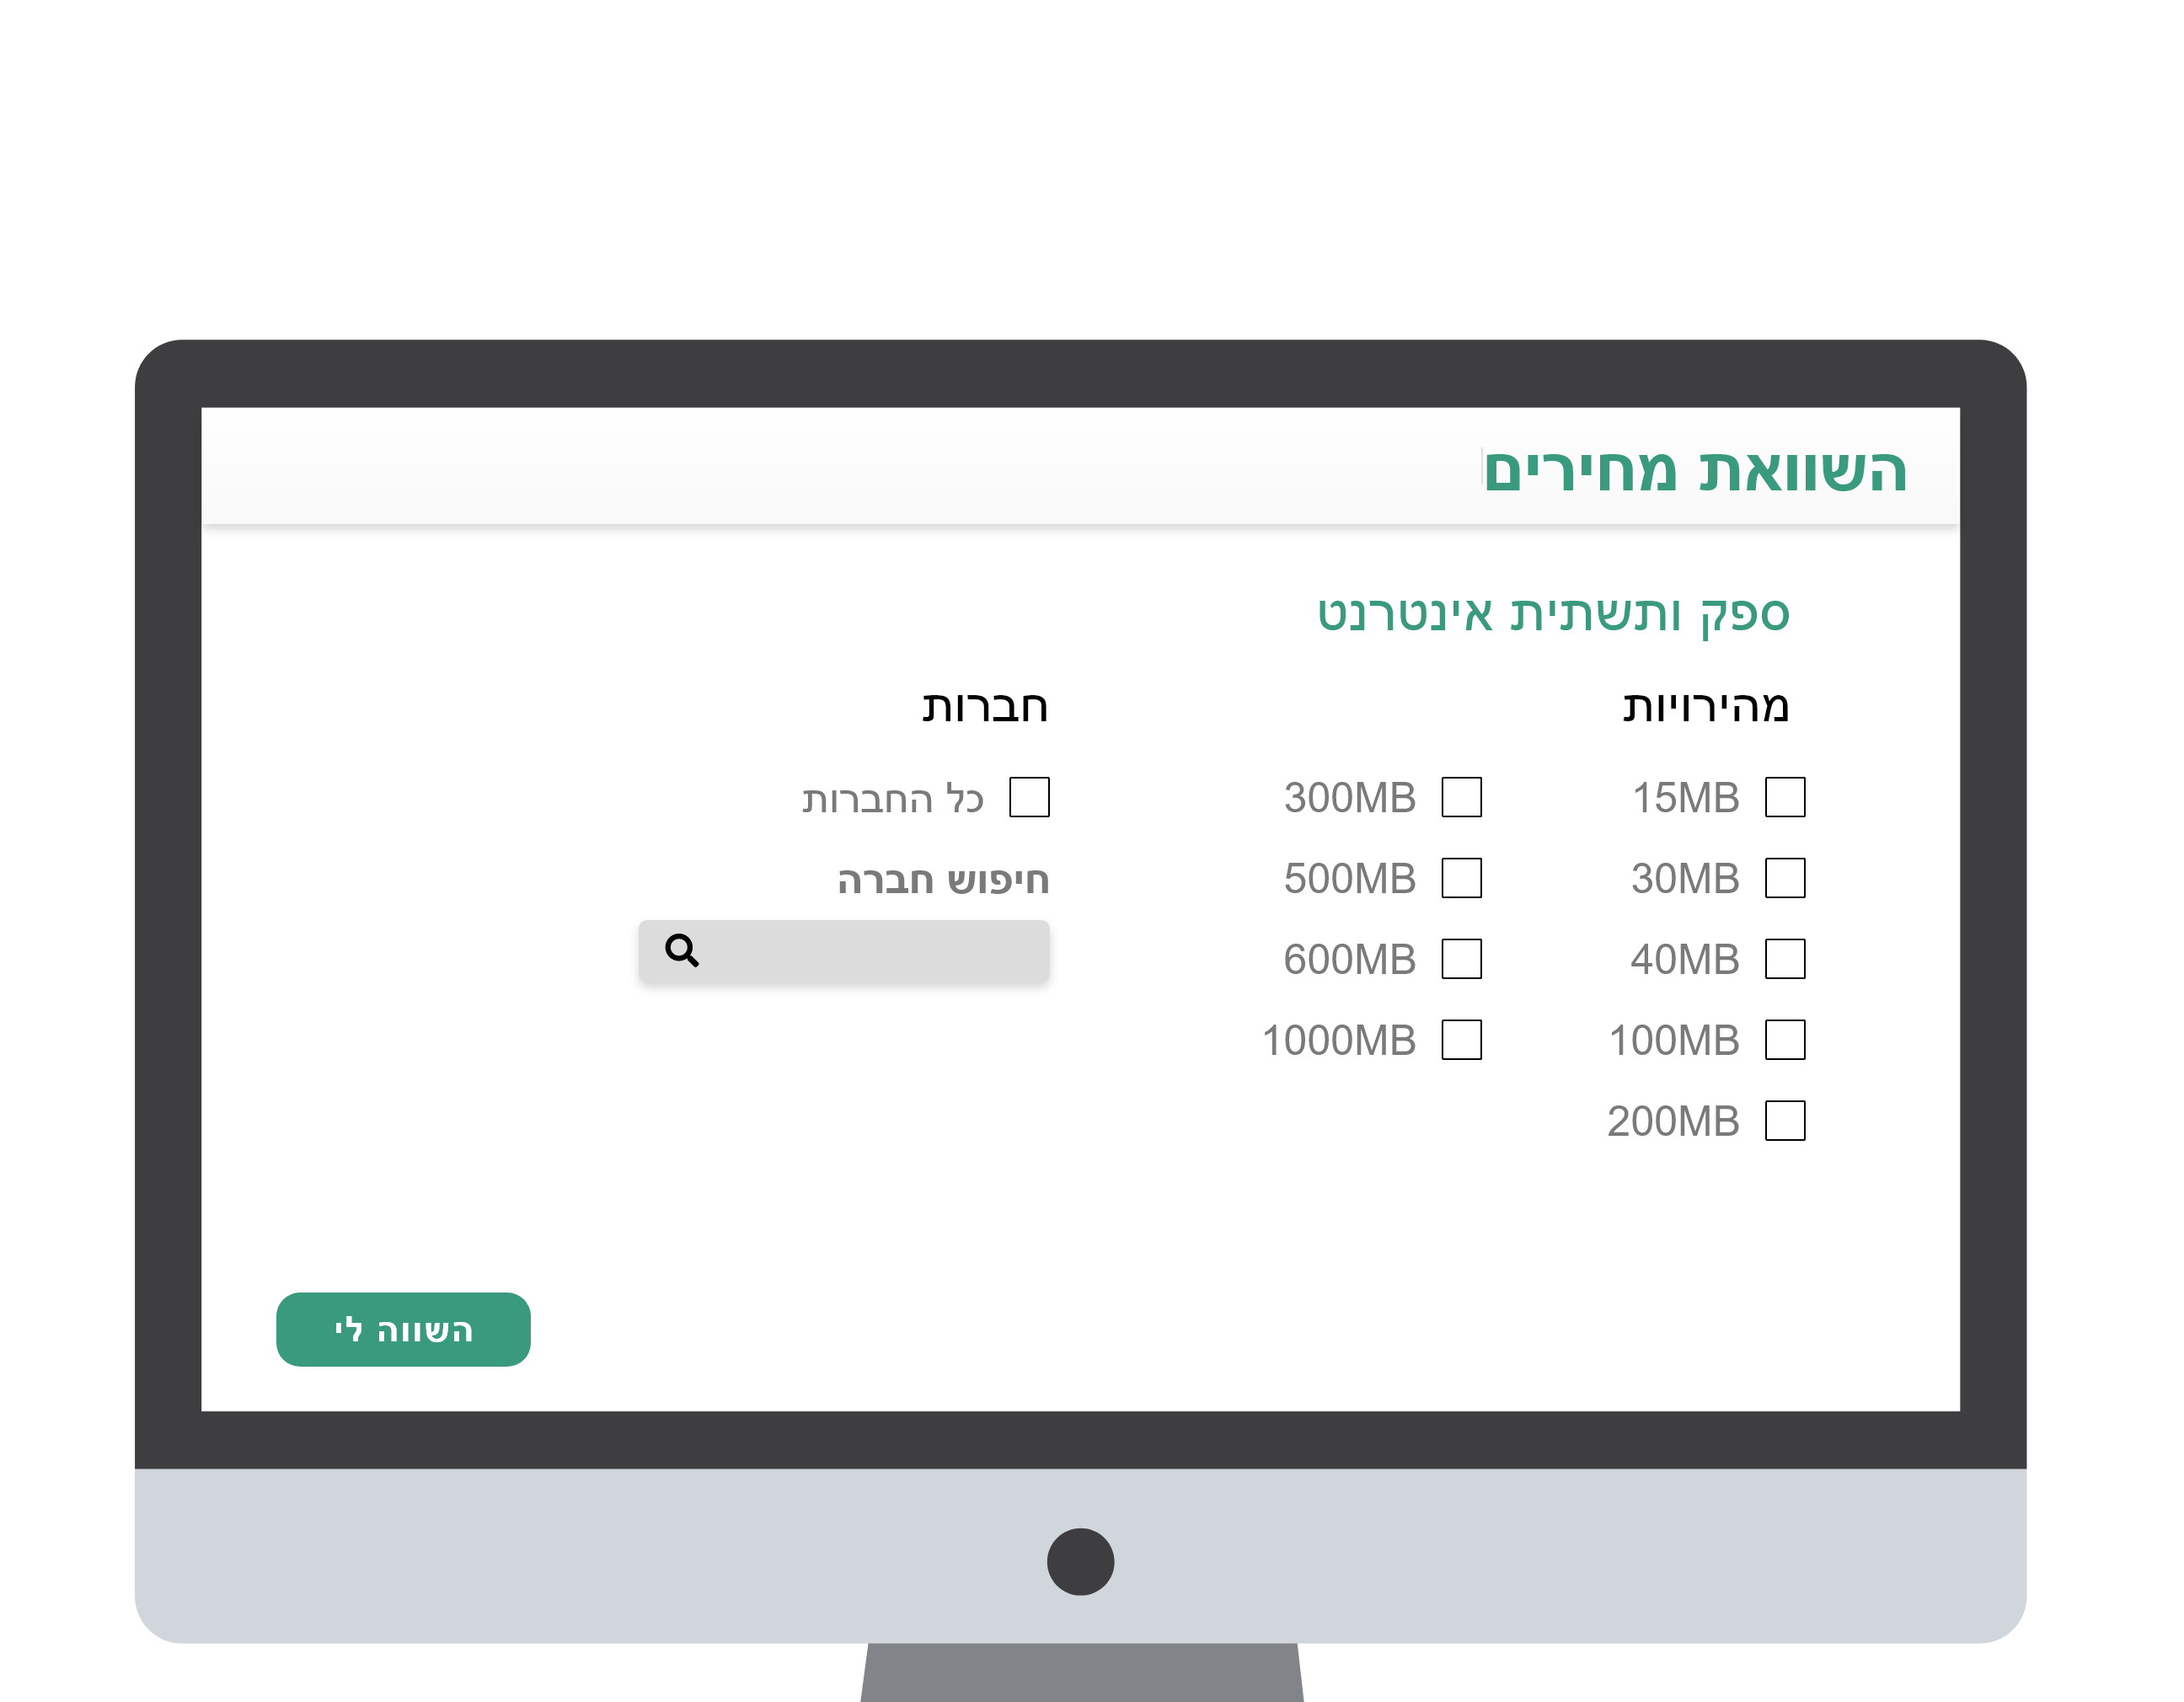 השוואת מחירים
ספק ותשתית אינטרנט
מהירויות
15MB
30MB
40MB
100MB
200MB
300MB
500MB
600MB
1000MB
חברות
כל החברות
חיפוש חברה
השווה לי